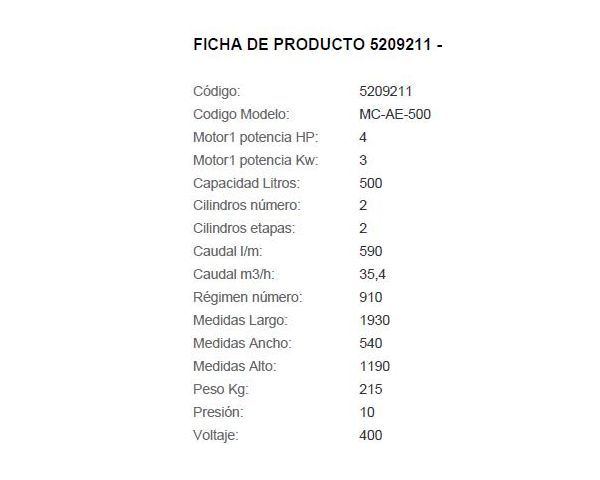 FICHA DE PRODUCTO 5209211 -
Código: 5209211
Codigo Modelo: MC-AE-500
Motor1 potencia HP: 4
Motor1 potencia Kw: 3
Capacidad Litros: 500
Cilindros número: 2
Cilindros etapas: 2
Caudal l/m: 590
Caudal m3/h: 35,4
Régimen número: 910
Medidas Largo: 1930
Medidas Ancho: 540
Medidas Alto: 1190
Peso Kg: 215
Presión: 10
Voltaje: 400